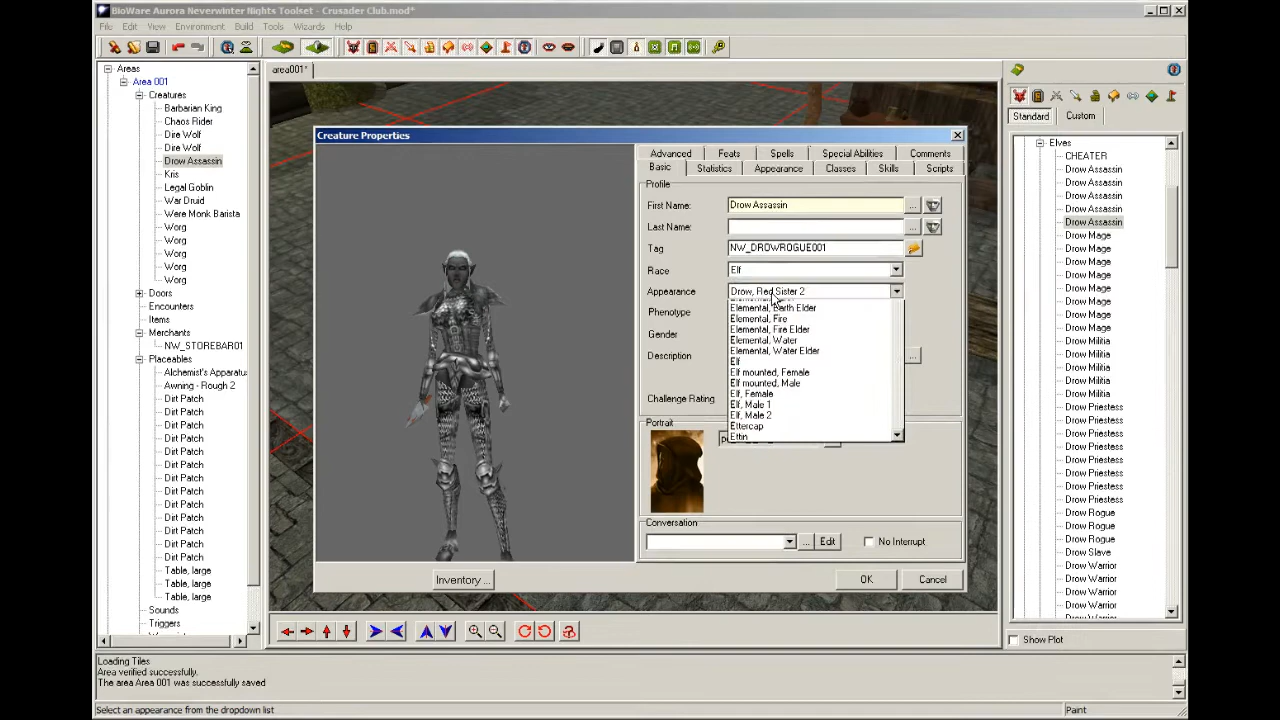 BioWare Aurora Neverwinter Nights Toolset - Crusader Club.mod*
File Edit View Environment Build Tools Wizards Help
Areas
Area 001
Creatures
Barbarian King
Chaos Rider
Dire Wolf
Dire Wolf
Drow Assassin
Kris
Legal Goblin
War Druid
Were Monk Barista
Worg
Worg
Worg
Worg
Worg
Doors
Encounters
Items
Merchants
NW_STOREBAR01
Placeables
Alchemist's Apparatu
Awning - Rough 2
Dirt Patch
Dirt Patch
Dirt Patch
Dirt Patch
Dirt Patch
Dirt Patch
Dirt Patch
Dirt Patch
Dirt Patch
Dirt Patch
Dirt Patch
Dirt Patch
Dirt Patch
Table, large
Table, large
Table, large
Sounds
Triggers
area001*
Creature Properties
Advanced Feats Spells Special Abilities Comments
Basic Statistics Appearance Classes Skills Scripts
Profile
First Name: Drow Assassin ...
Last Name: ...
Tag NW_DROWROGUE001
Race Elf
Appearance Drow, Red Sister 2
Phenotype
Gender
Description ...
Challenge Rating
Elemental, Earth Elder
Elemental, Fire
Elemental, Fire Elder
Elemental, Water
Elemental, Water Elder
Elf
Elf mounted, Female
Elf mounted, Male
Elf, Female
Elf, Male 1
Elf, Male 2
Ettercap
Ettin
Portrait
Conversation
... Edit No Interrupt
Inventory ...
OK Cancel
Standard Custom
Elves
CHEATER
Drow Assassin
Drow Assassin
Drow Assassin
Drow Assassin
Drow Assassin
Drow Mage
Drow Mage
Drow Mage
Drow Mage
Drow Mage
Drow Mage
Drow Mage
Drow Mage
Drow Militia
Drow Militia
Drow Militia
Drow Militia
Drow Militia
Drow Priestess
Drow Priestess
Drow Priestess
Drow Priestess
Drow Priestess
Drow Priestess
Drow Priestess
Drow Priestess
Drow Rogue
Drow Rogue
Drow Slave
Drow Warrior
Drow Warrior
Drow Warrior
Drow Warrior
Show Plot
Loading Tiles
Area verified successfully.
The area Area 001 was successfully saved
Select an appearance from the dropdown list
Paint